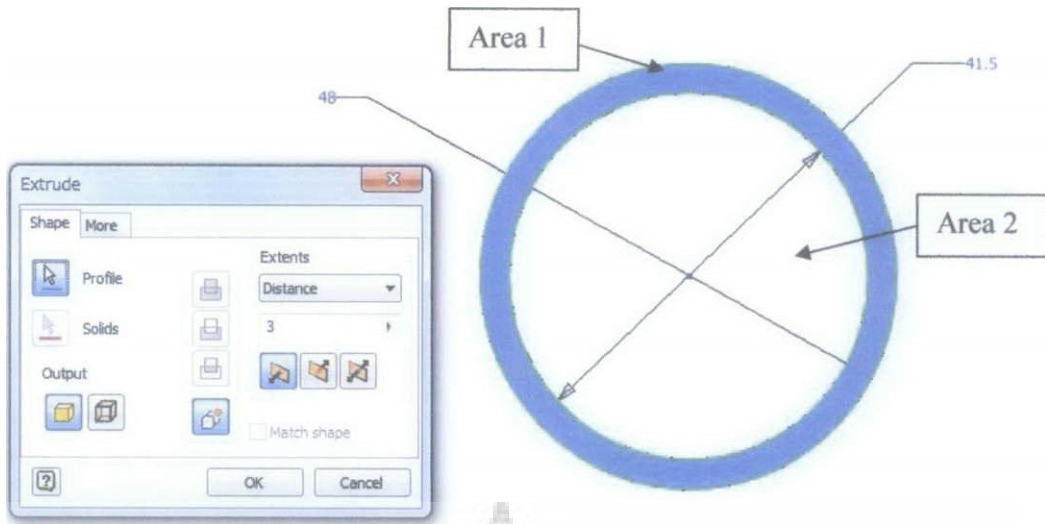 Area 1
41.5
48
Extrude
Shape
More
Extents
Profile
Distance
Solids
3
Output
Match shape
OK
Cancel
Area 2